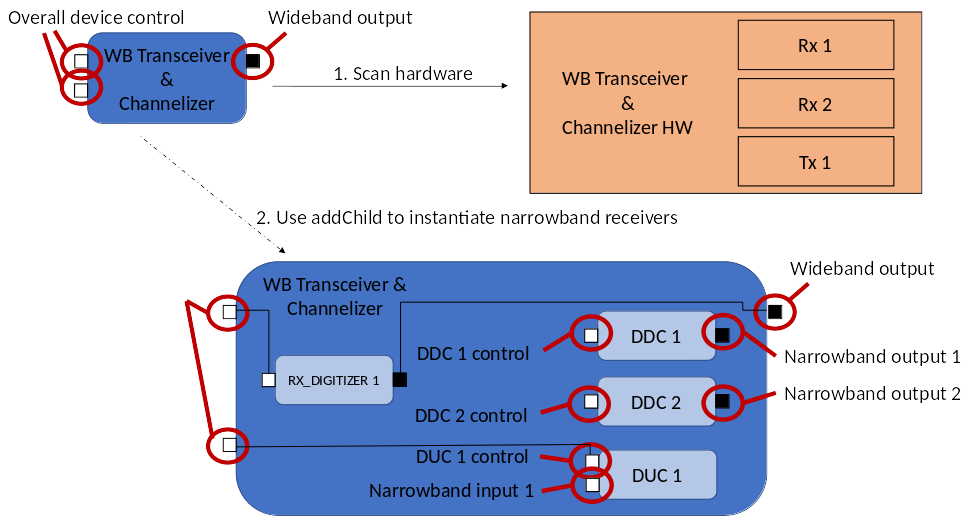 Overall device control
Wideband output
WB Transceiver
&
Channelizer
1. Scan hardware
WB Transceiver
&
Channelizer HW
Rx 1
Rx 2
Tx 1
2. Use addChild to instantiate narrowband receivers
Wideband output
WB Transceiver &
Channelizer
RX_DIGITIZER 1
DDC 1 control
DDC 1
Narrowband output 1
DDC 2 control
DDC 2
Narrowband output 2
DUC 1 control
DUC 1
Narrowband input 1